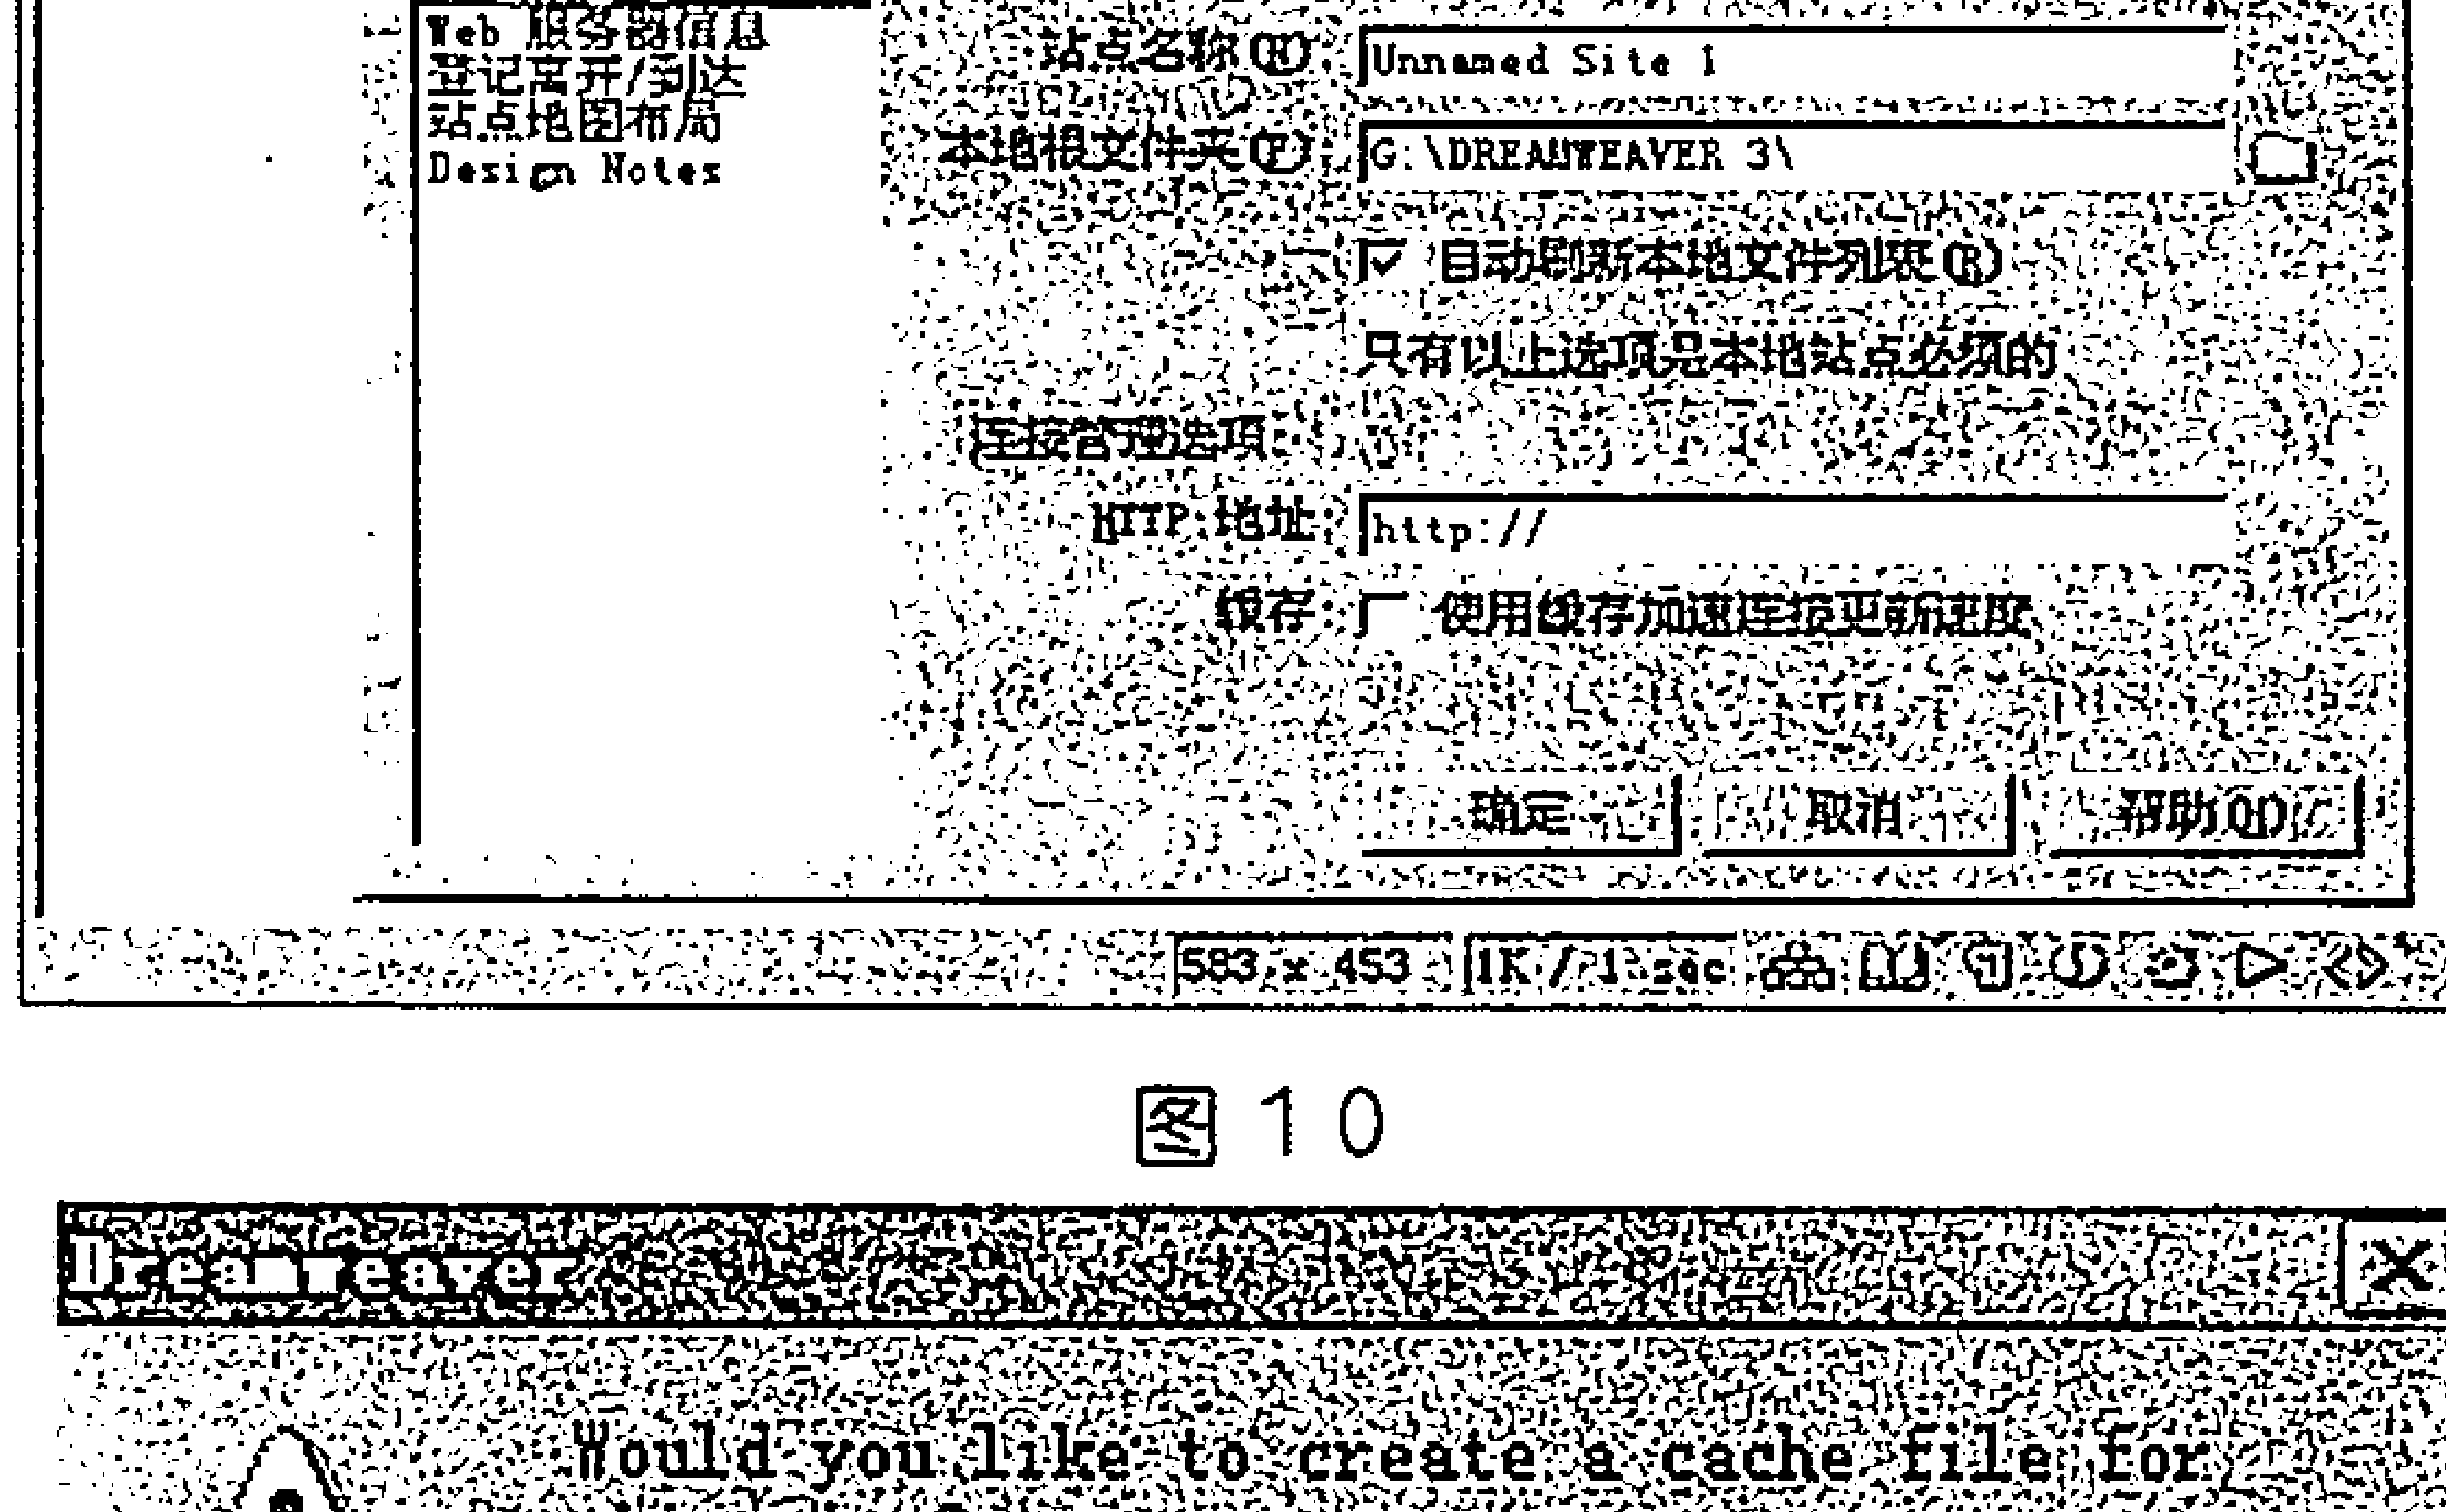 Web 服务器信息
登记离开/到达
站点地图布局
Design Notes
站点名称(N): Unnamed Site 1
本地根文件夹(F): G:\DREAMWEAVER 3\
自动刷新本地文件列表(R)
只有以上选项是本地站点必须的
连接管理选项:
HTTP 地址: http://
缓存: 使用缓存加速连接更新速度
确定 取消 帮助(H)
583 x 453 1K / 1 sec
图10
Dreamweaver
Would you like to create a cache file for